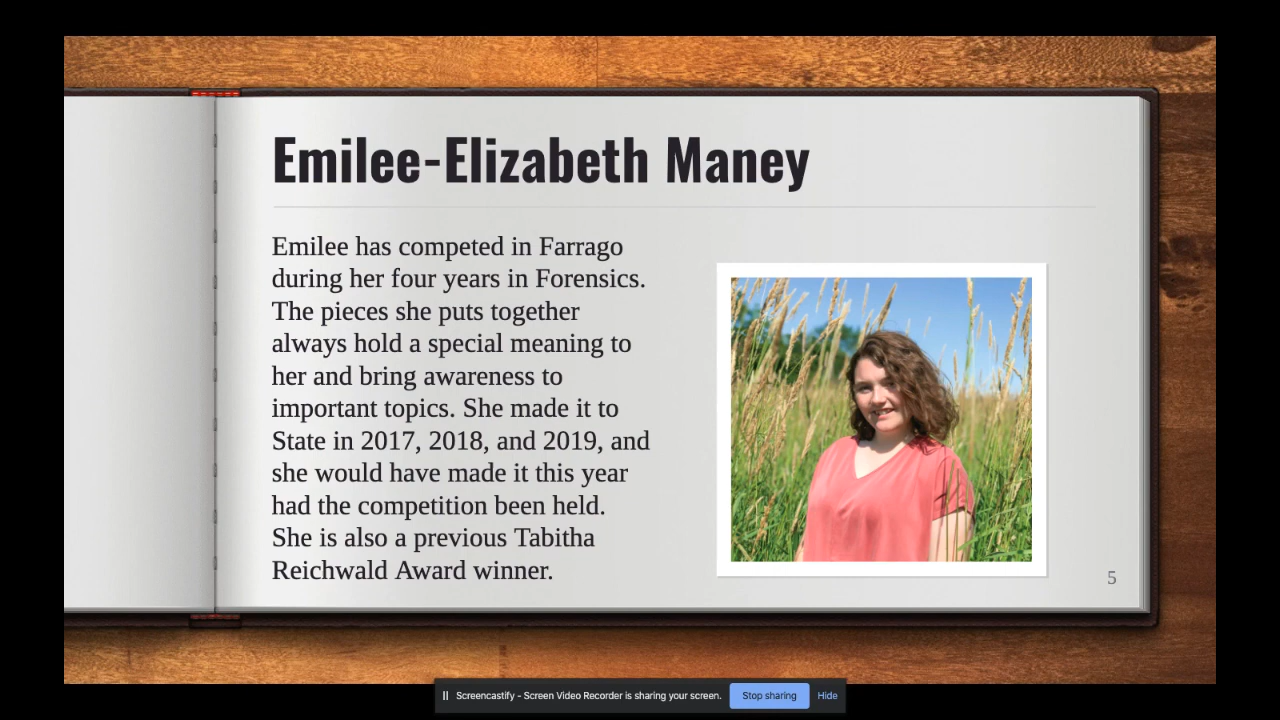 Emilee-Elizabeth Maney
Emilee has competed in Farrago
during her four years in Forensics.
The pieces she puts together
always hold a special meaning to
her and bring awareness to
important topics. She made it to
State in 2017, 2018, and 2019, and
she would have made it this year
had the competition been held.
She is also a previous Tabitha
Reichwald Award winner.
5
Screencastify - Screen Video Recorder is sharing your screen.
Stop sharing
Hide